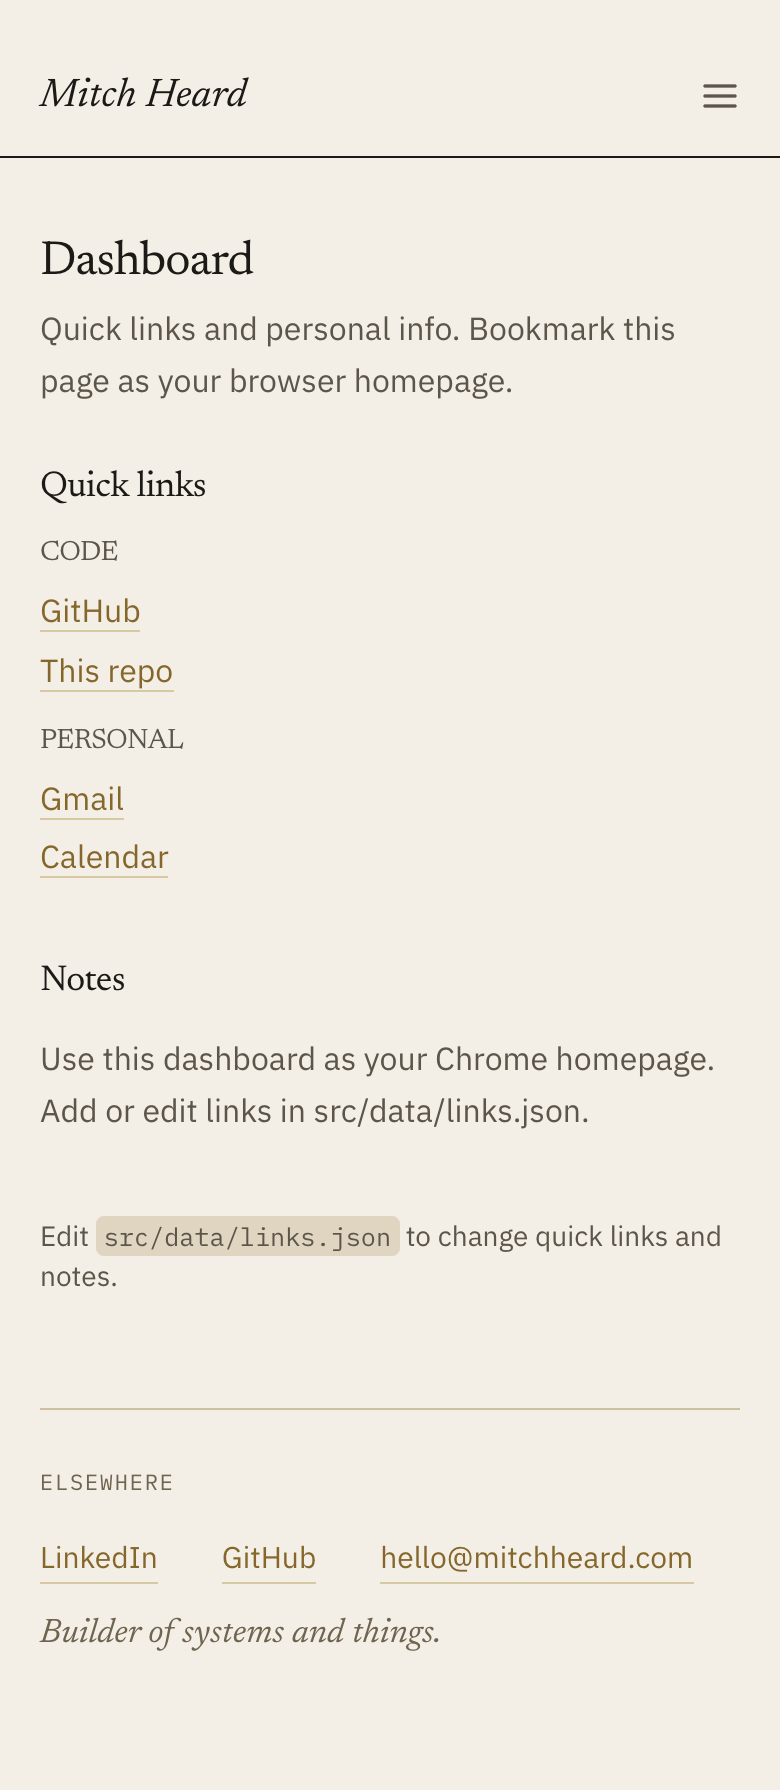 Mitch Heard
Dashboard
Quick links and personal info. Bookmark this
page as your browser homepage.
Quick links
CODE
GitHub
This repo
PERSONAL
Gmail
Calendar
Notes
Use this dashboard as your Chrome homepage.
Add or edit links in src/data/links.json.
Edit src/data/links.json to change quick links and
notes.
ELSEWHERE
LinkedIn GitHub hello@mitchheard.com
Builder of systems and things.